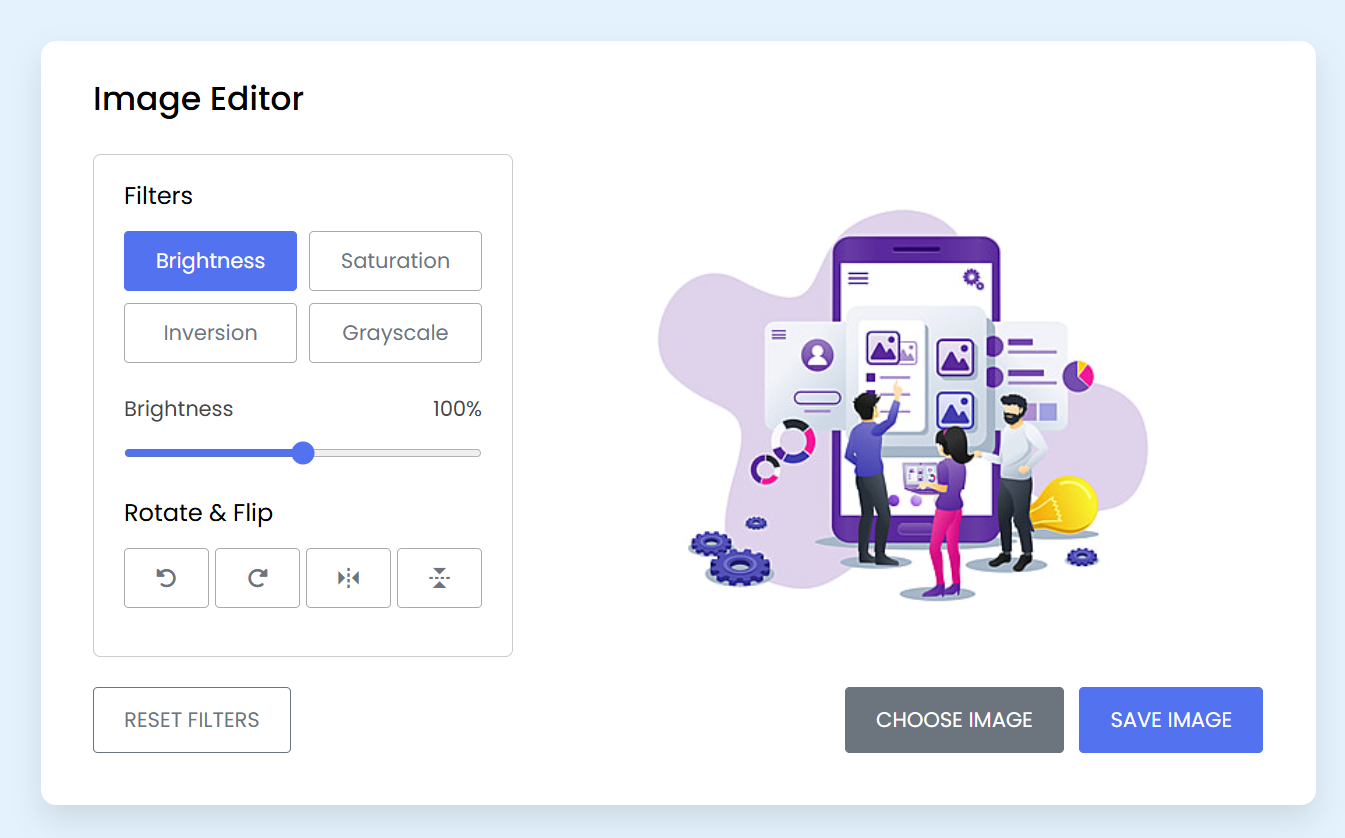 Image Editor
Filters
Brightness
Saturation
Inversion
Grayscale
Brightness 100%
Rotate & Flip
RESET FILTERS
CHOOSE IMAGE
SAVE IMAGE